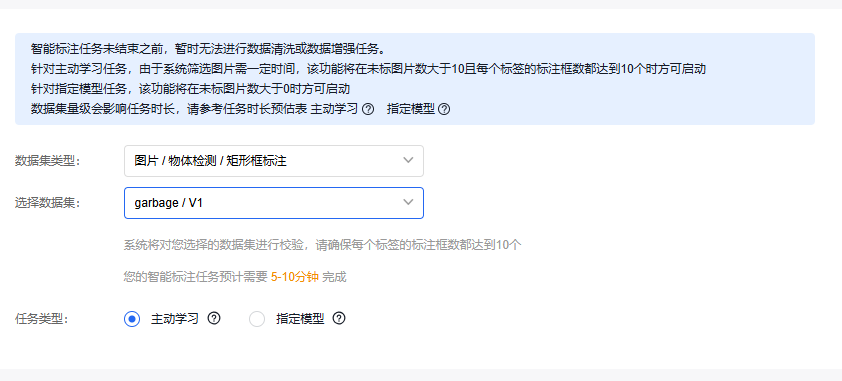 智能标注任务未结束之前，暂时无法进行数据清洗或数据增强任务。
针对主动学习任务，由于系统筛选图片需一定时间，该功能将在未标图片数大于10且每个标签的标注框数都达到10个时方可启动
针对指定模型任务，该功能将在未标图片数大于0时方可启动
数据集量级会影响任务时长，请参考任务时长预估表 主动学习 ? 指定模型 ?
数据集类型： 图片 / 物体检测 / 矩形框标注
选择数据集： garbage / V1
系统将对您选择的数据集进行校验，请确保每个标签的标注框数都达到10个
您的智能标注任务预计需要 5-10分钟 完成
任务类型： 主动学习 ? 指定模型 ?